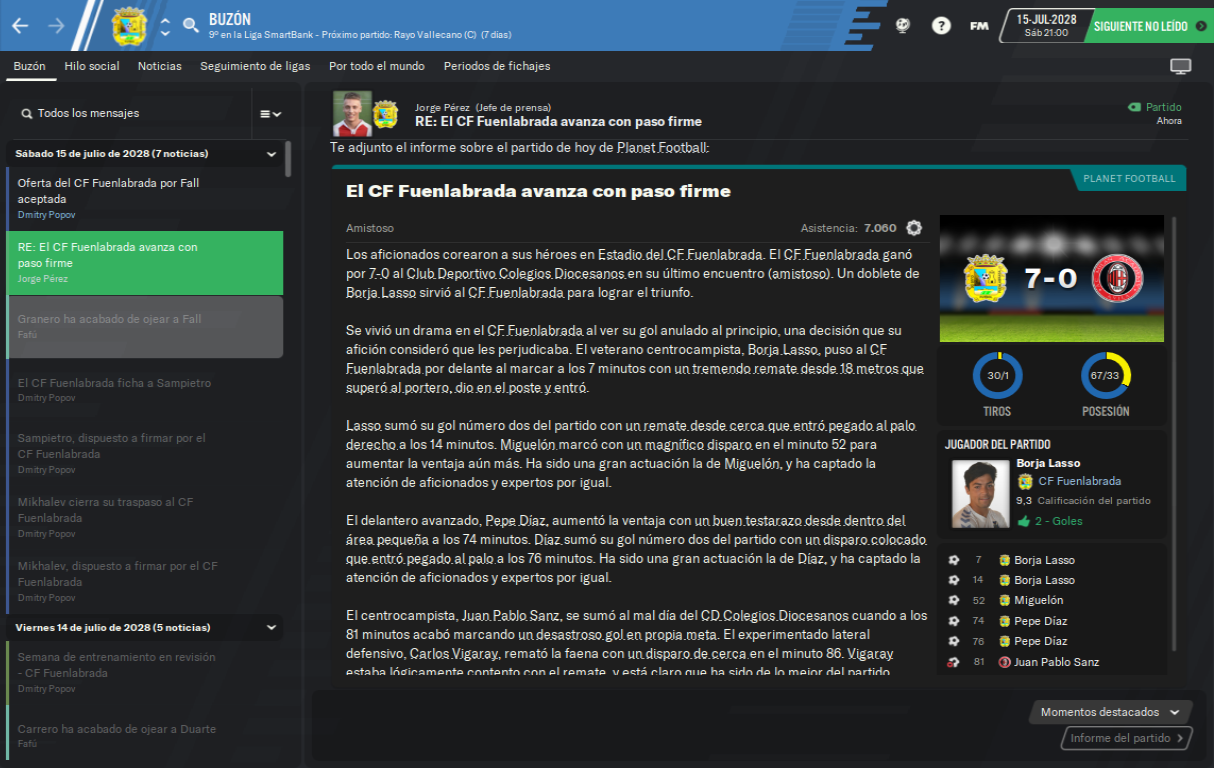 BUZÓN
9º en la Liga SmartBank - Próximo partido: Rayo Vallecano (C) (7 días)
?
FM
15-JUL-2028
Sáb 21:00
SIGUIENTE NO LEÍDO
Buzón
Hilo social
Noticias
Seguimiento de ligas
Por todo el mundo
Periodos de fichajes
Todos los mensajes
Sábado 15 de julio de 2028 (7 noticias)
Oferta del CF Fuenlabrada por Fall
aceptada
Dmitry Popov
RE: El CF Fuenlabrada avanza con
paso firme
Jorge Pérez
Granero ha acabado de ojear a Fall
Fafú
El CF Fuenlabrada ficha a Sampietro
Dmitry Popov
Sampietro, dispuesto a firmar por el
CF Fuenlabrada
Dmitry Popov
Mikhalev cierra su traspaso al CF
Fuenlabrada
Dmitry Popov
Mikhalev, dispuesto a firmar por el CF
Fuenlabrada
Dmitry Popov
Viernes 14 de julio de 2028 (5 noticias)
Semana de entrenamiento en revisión
- CF Fuenlabrada
Dmitry Popov
Carrero ha acabado de ojear a Duarte
Fafú
Jorge Pérez (Jefe de prensa)
RE: El CF Fuenlabrada avanza con paso firme
Partido
Ahora
Te adjunto el informe sobre el partido de hoy de Planet Football:
El CF Fuenlabrada avanza con paso firme
PLANET FOOTBALL
Amistoso
Asistencia: 7.060
Los aficionados corearon a sus héroes en Estadio del CF Fuenlabrada. El CF Fuenlabrada ganó
por 7-0 al Club Deportivo Colegios Diocesanos en su último encuentro (amistoso). Un doblete de
Borja Lasso sirvió al CF Fuenlabrada para lograr el triunfo.
Se vivió un drama en el CF Fuenlabrada al ver su gol anulado al principio, una decisión que su
afición consideró que les perjudicaba. El veterano centrocampista, Borja Lasso, puso al CF
Fuenlabrada por delante al marcar a los 7 minutos con un tremendo remate desde 18 metros que
superó al portero, dio en el poste y entró.
Lasso sumó su gol número dos del partido con un remate desde cerca que entró pegado al palo
derecho a los 14 minutos. Miguelón marcó con un magnífico disparo en el minuto 52 para
aumentar la ventaja aún más. Ha sido una gran actuación la de Miguelón, y ha captado la
atención de aficionados y expertos por igual.
El delantero avanzado, Pepe Díaz, aumentó la ventaja con un buen testarazo desde dentro del
área pequeña a los 74 minutos. Díaz sumó su gol número dos del partido con un disparo colocado
que entró pegado al palo a los 76 minutos. Ha sido una gran actuación la de Díaz, y ha captado la
atención de aficionados y expertos por igual.
El centrocampista, Juan Pablo Sanz, se sumó al mal día del CD Colegios Diocesanos cuando a los
81 minutos acabó marcando un desastroso gol en propia meta. El experimentado lateral
defensivo, Carlos Vigaray, remató la faena con un disparo de cerca en el minuto 86. Vigaray
estaba lógicamente contento con el remate, y está claro que ha sido de lo mejor del partido.
7-0
30/1
TIROS
67/33
POSESIÓN
JUGADOR DEL PARTIDO
Borja Lasso
CF Fuenlabrada
9,3 Calificación del partido
2 - Goles
7 Borja Lasso
14 Borja Lasso
52 Miguelón
74 Pepe Díaz
76 Pepe Díaz
81 Juan Pablo Sanz
Momentos destacados
Informe del partido